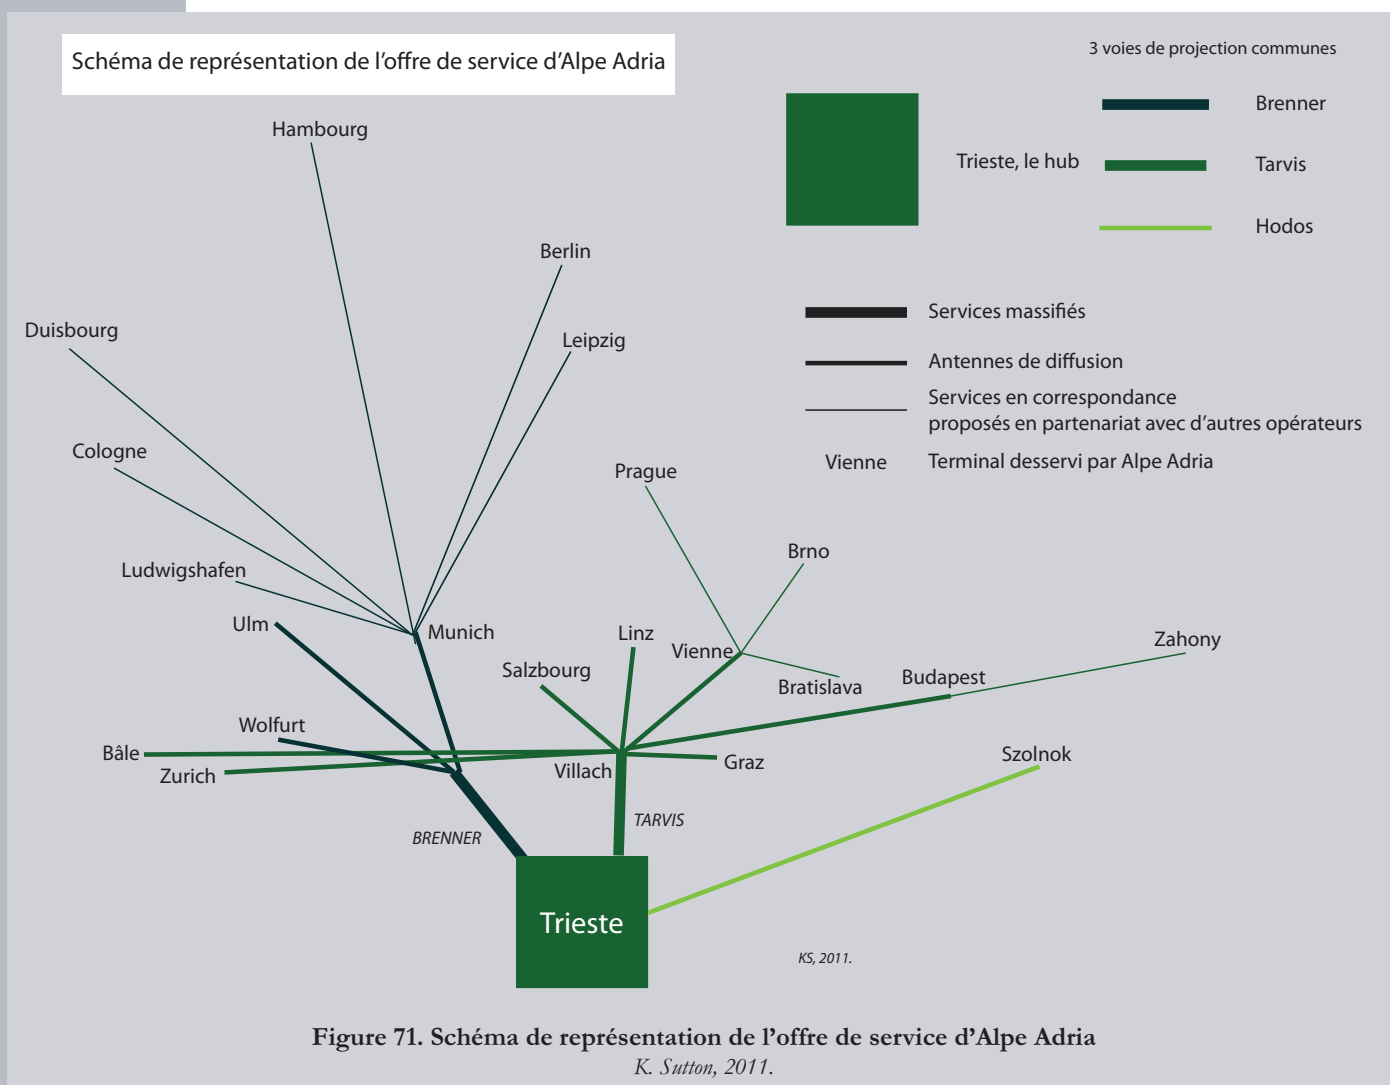 Schéma de représentation de l'offre de service d'Alpe Adria
3 voies de projection communes
Brenner
Trieste, le hub
Tarvis
Hodos
Services massifiés
Antennes de diffusion
Services en correspondance
proposés en partenariat avec d'autres opérateurs
Vienne
Terminal desservi par Alpe Adria
Hambourg
Berlin
Duisbourg
Leipzig
Cologne
Prague
Brno
Ludwigshafen
Ulm
Munich
Linz
Vienne
Zahony
Salzbourg
Bratislava
Budapest
Wolfurt
Bâle
Zurich
Villach
Graz
Szolnok
BRENNER
TARVIS
Trieste
KS, 2011.
Figure 71. Schéma de représentation de l'offre de service d'Alpe Adria
K. Sutton, 2011.